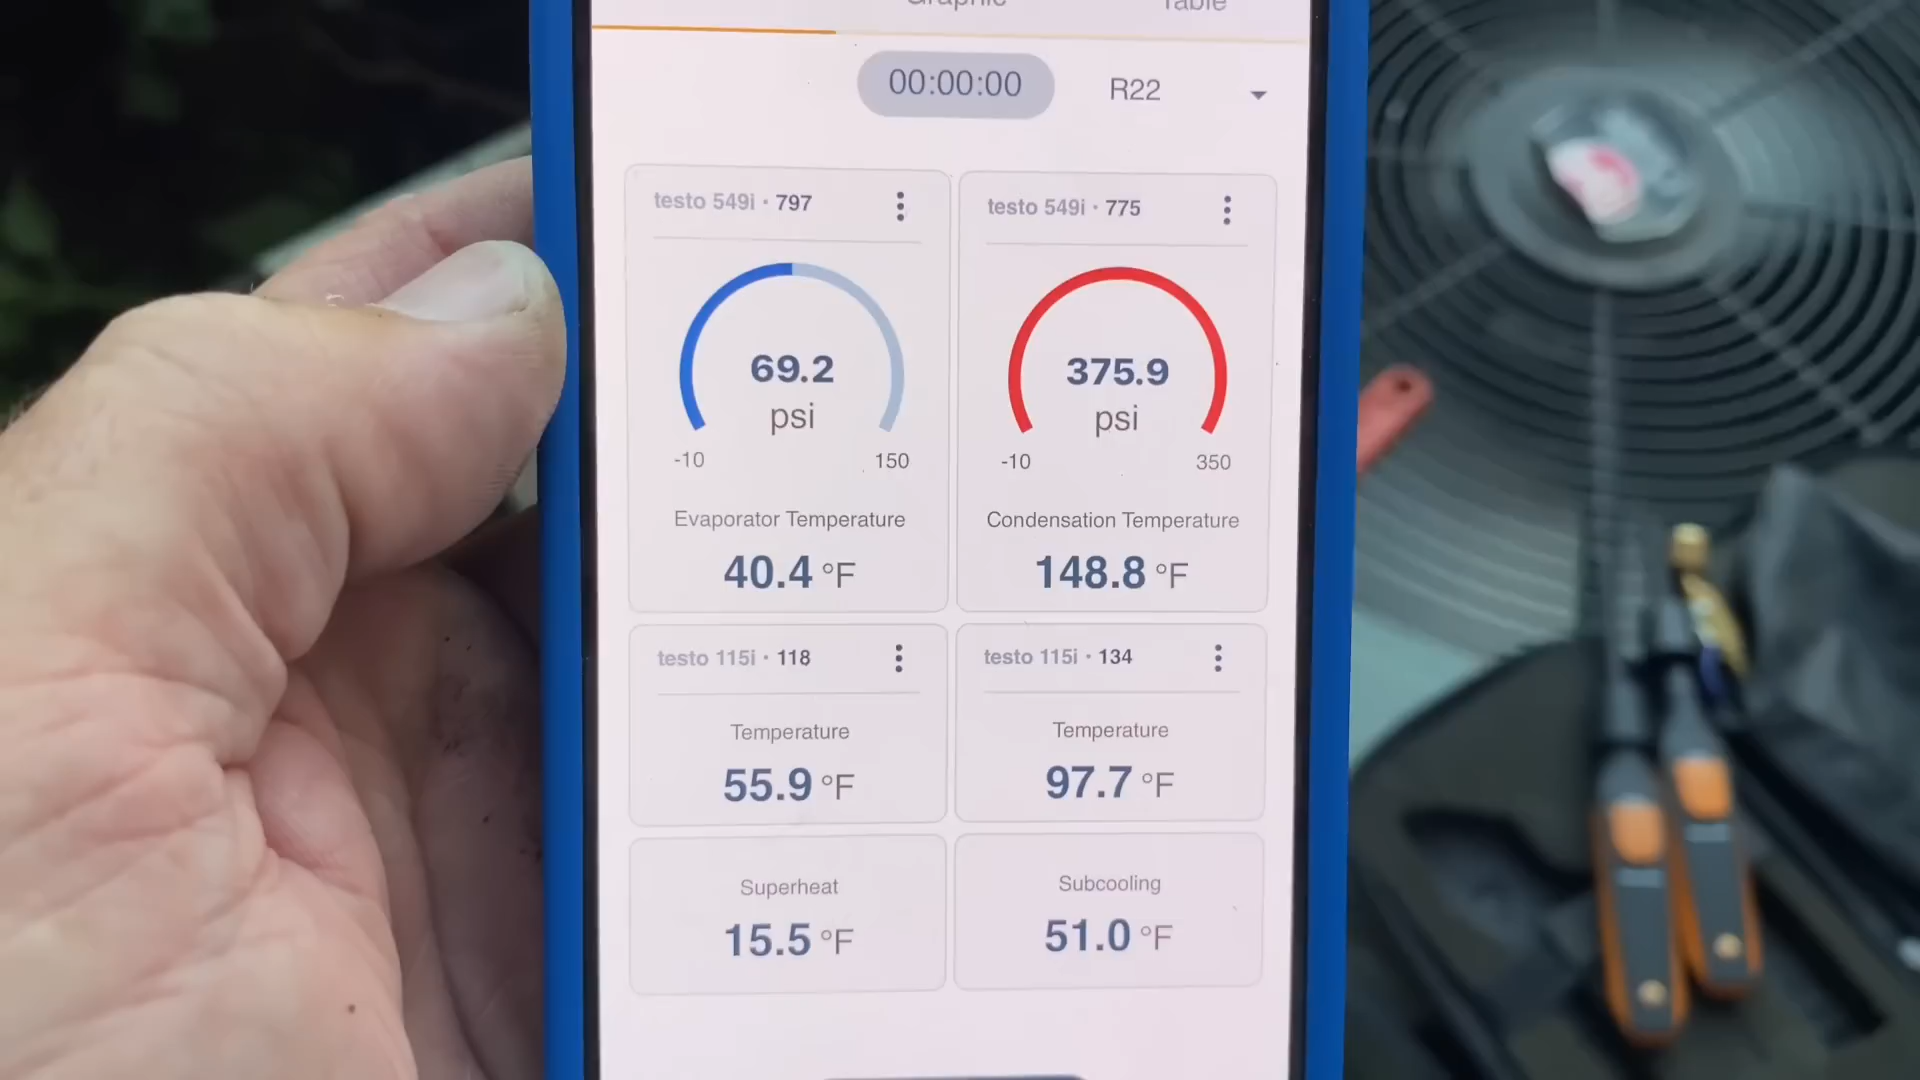 Graphic Table
00:00:00 R22
testo 549i • 797
69.2
psi
-10 150
Evaporator Temperature
40.4 °F
testo 549i • 775
375.9
psi
-10 350
Condensation Temperature
148.8 °F
testo 115i • 118
Temperature
55.9 °F
testo 115i • 134
Temperature
97.7 °F
Superheat
15.5 °F
Subcooling
51.0 °F